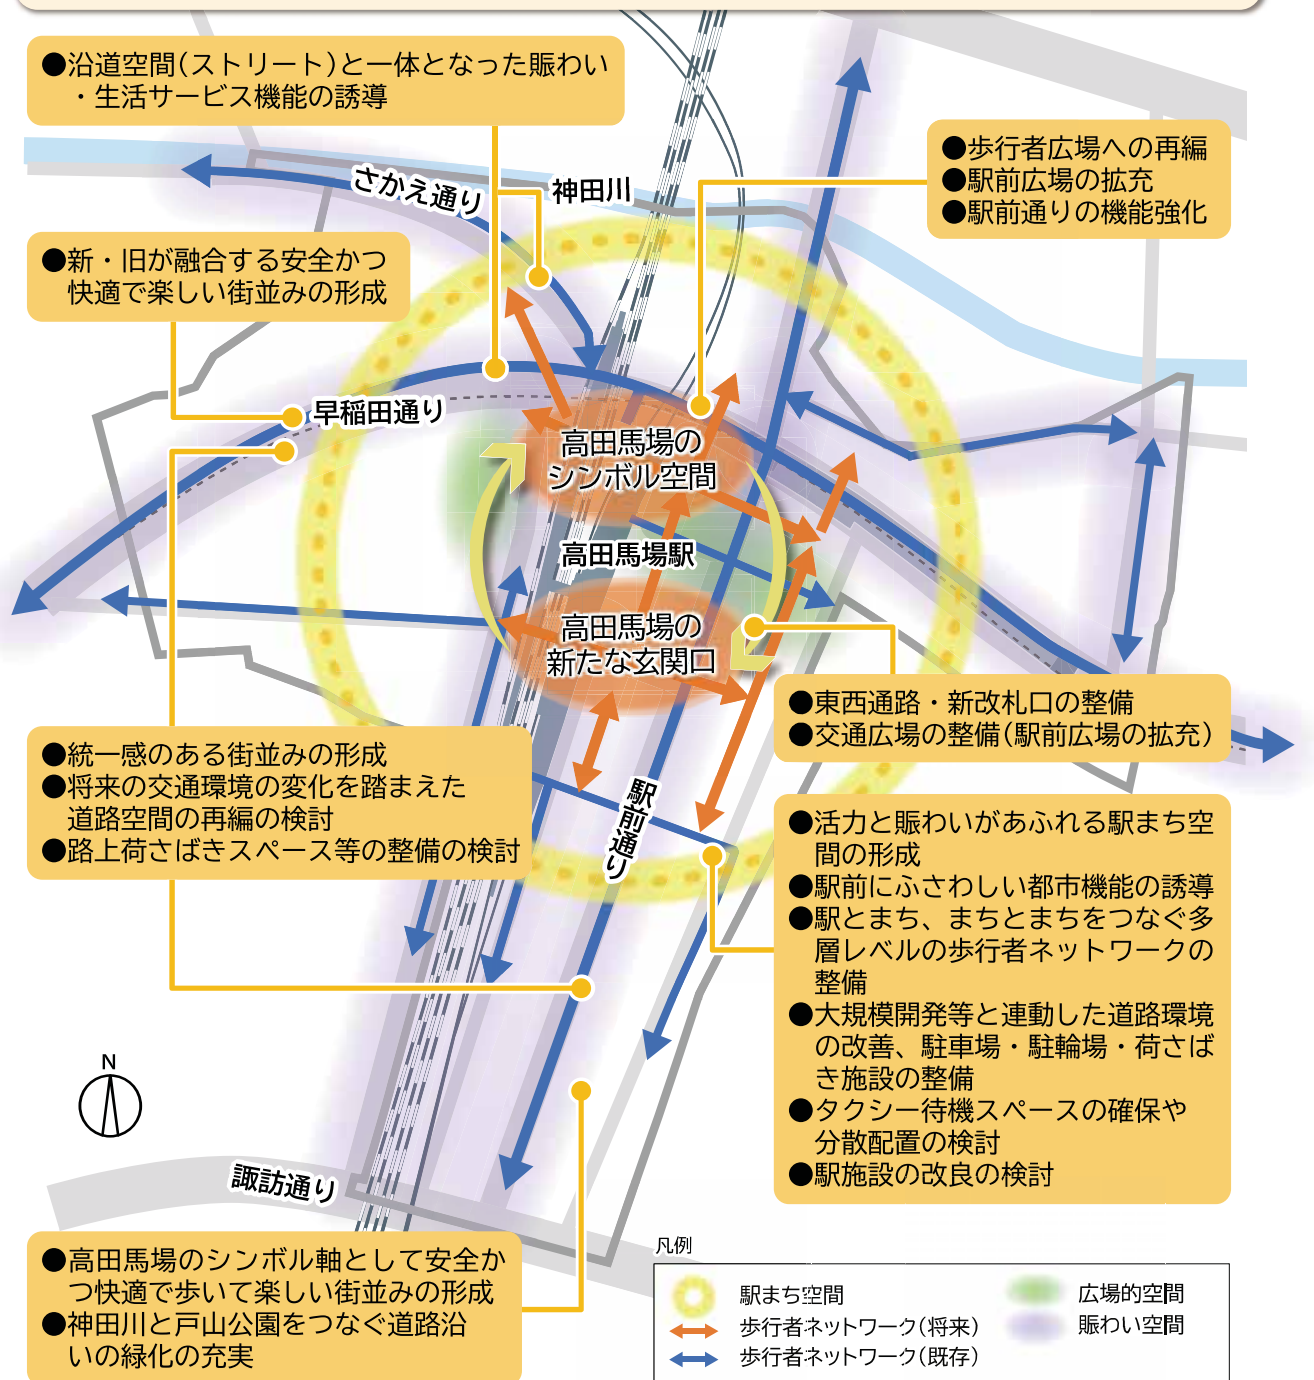 ●沿道空間(ストリート)と一体となった賑わい
・生活サービス機能の誘導
●歩行者広場への再編
●駅前広場の拡充
●駅前通りの機能強化
さかえ通り
神田川
●新・旧が融合する安全かつ
快適で楽しい街並みの形成
早稲田通り
高田馬場の
シンボル空間
高田馬場駅
高田馬場の
新たな玄関口
●東西通路・新改札口の整備
●交通広場の整備(駅前広場の拡充)
●統一感のある街並みの形成
●将来の交通環境の変化を踏まえた
道路空間の再編の検討
●路上荷さばきスペース等の整備の検討
駅前通り
●活力と賑わいがあふれる駅まち空
間の形成
●駅前にふさわしい都市機能の誘導
●駅とまち、まちとまちをつなぐ多
層レベルの歩行者ネットワークの
整備
●大規模開発等と連動した道路環境
の改善、駐車場・駐輪場・荷さば
き施設の整備
●タクシー待機スペースの確保や
分散配置の検討
●駅施設の改良の検討
N
諏訪通り
●高田馬場のシンボル軸として安全か
つ快適で歩いて楽しい街並みの形成
●神田川と戸山公園をつなぐ道路沿
いの緑化の充実
凡例
駅まち空間
歩行者ネットワーク(将来)
歩行者ネットワーク(既存)
広場的空間
賑わい空間